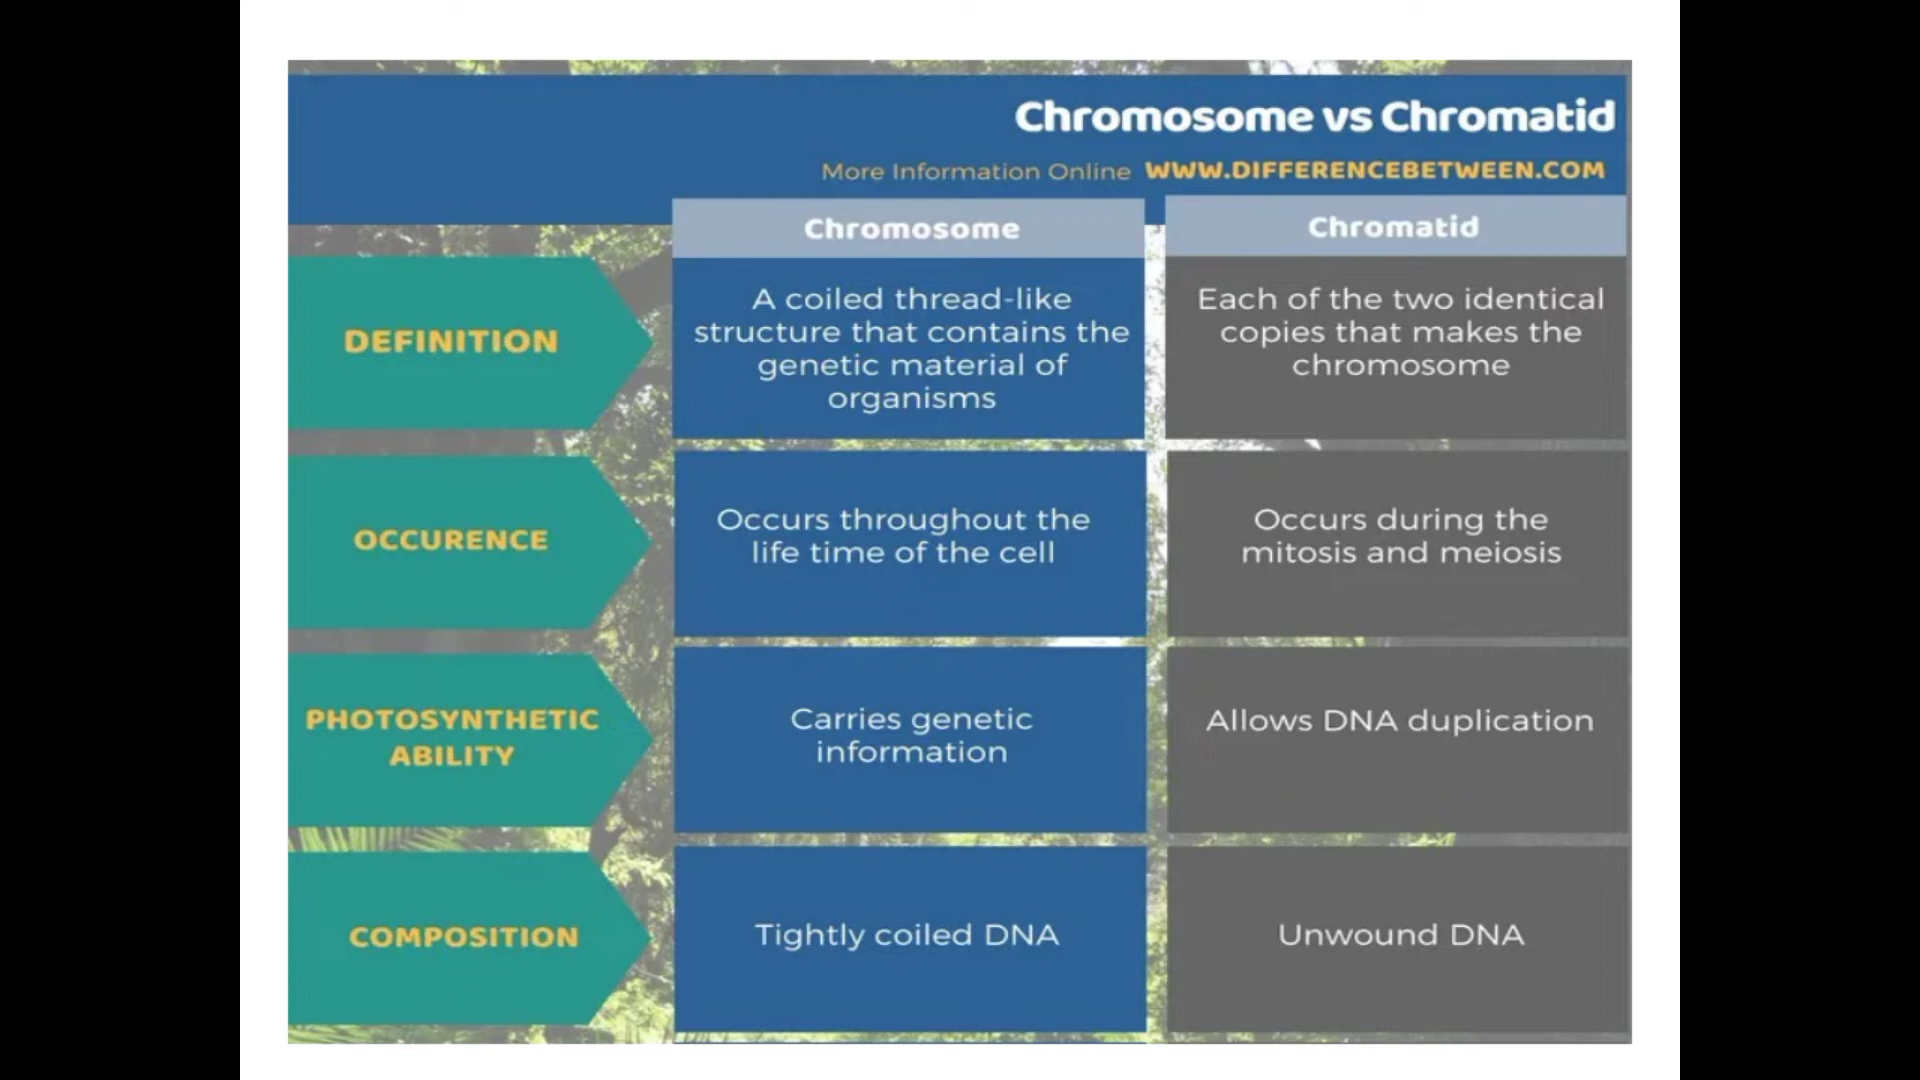 Chromosome vs Chromatid
More Information Online WWW.DIFFERENCEBETWEEN.COM
Chromosome
Chromatid
DEFINITION
A coiled thread-like
structure that contains the
genetic material of
organisms
Each of the two identical
copies that makes the
chromosome
OCCURENCE
Occurs throughout the
life time of the cell
Occurs during the
mitosis and meiosis
PHOTOSYNTHETIC
ABILITY
Carries genetic
information
Allows DNA duplication
COMPOSITION
Tightly coiled DNA
Unwound DNA